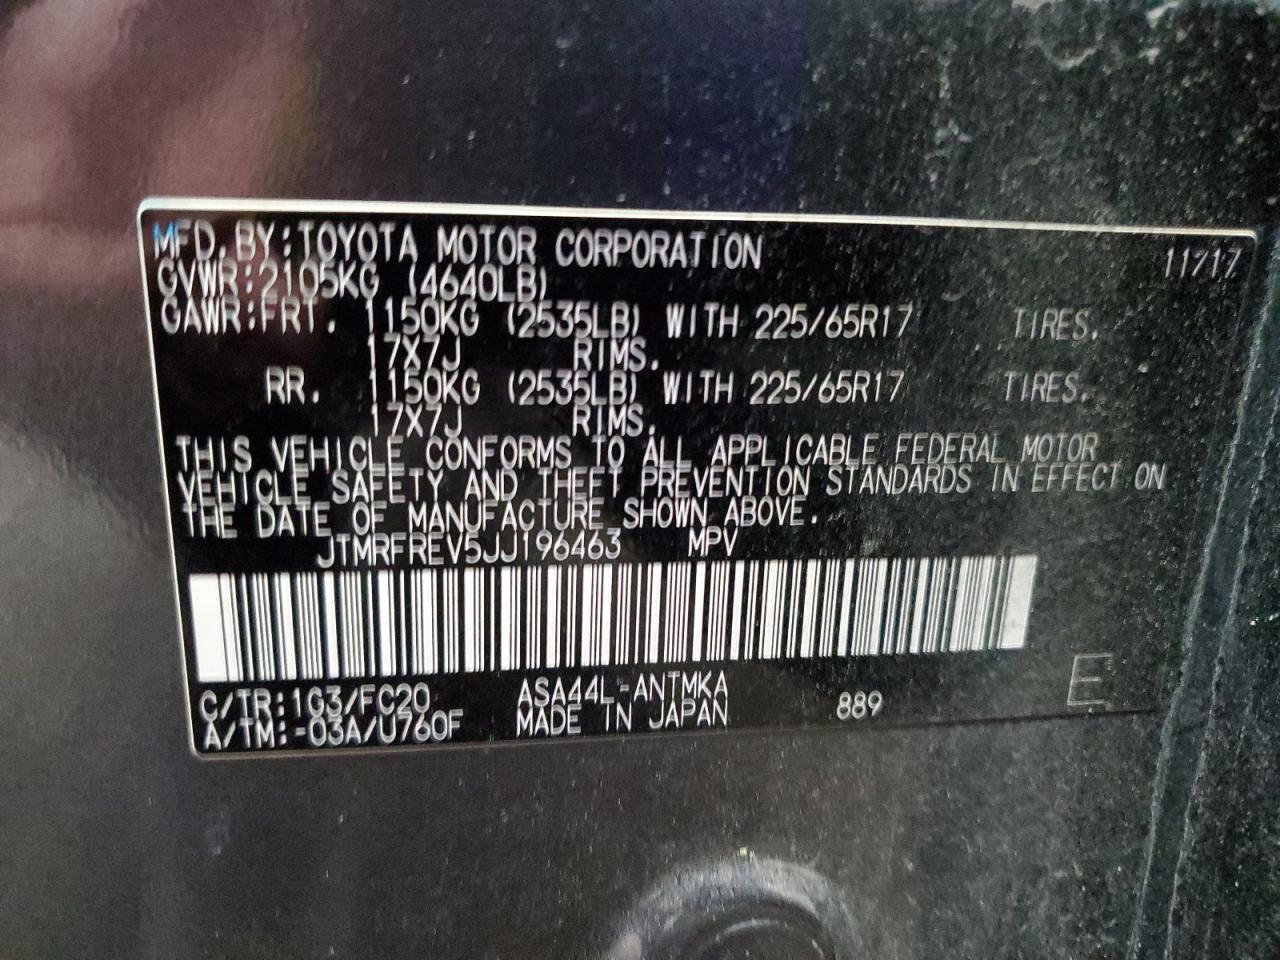 MFD. BY: TOYOTA MOTOR CORPORATION 11/17
GVWR: 2105KG (4640LB)
GAWR: FRT. 1150KG (2535LB) WITH 225/65R17 TIRES.
17X7J RIMS.
RR. 1150KG (2535LB) WITH 225/65R17 TIRES.
17X7J RIMS.
THIS VEHICLE CONFORMS TO ALL APPLICABLE FEDERAL MOTOR
VEHICLE SAFETY AND THEFT PREVENTION STANDARDS IN EFFECT ON
THE DATE OF MANUFACTURE SHOWN ABOVE.
JTMRFREV5JJ196463 MPV
C/TR: 1G3/FC20 ASA44L-ANTMKA
A/TM: -03A/U760F MADE IN JAPAN 889 E